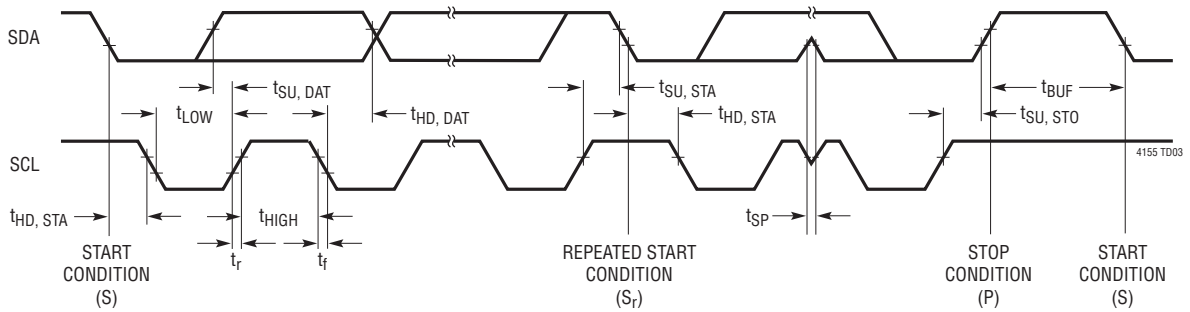 SDA
tSU, DAT
tLOW
tHD, DAT
tSU, STA
tHD, STA
tBUF
tSU, STO
4155 TD03
SCL
tHD, STA
tHIGH
tSP
tr
tf
START
CONDITION
(S)
REPEATED START
CONDITION
(Sr)
STOP
CONDITION
(P)
START
CONDITION
(S)